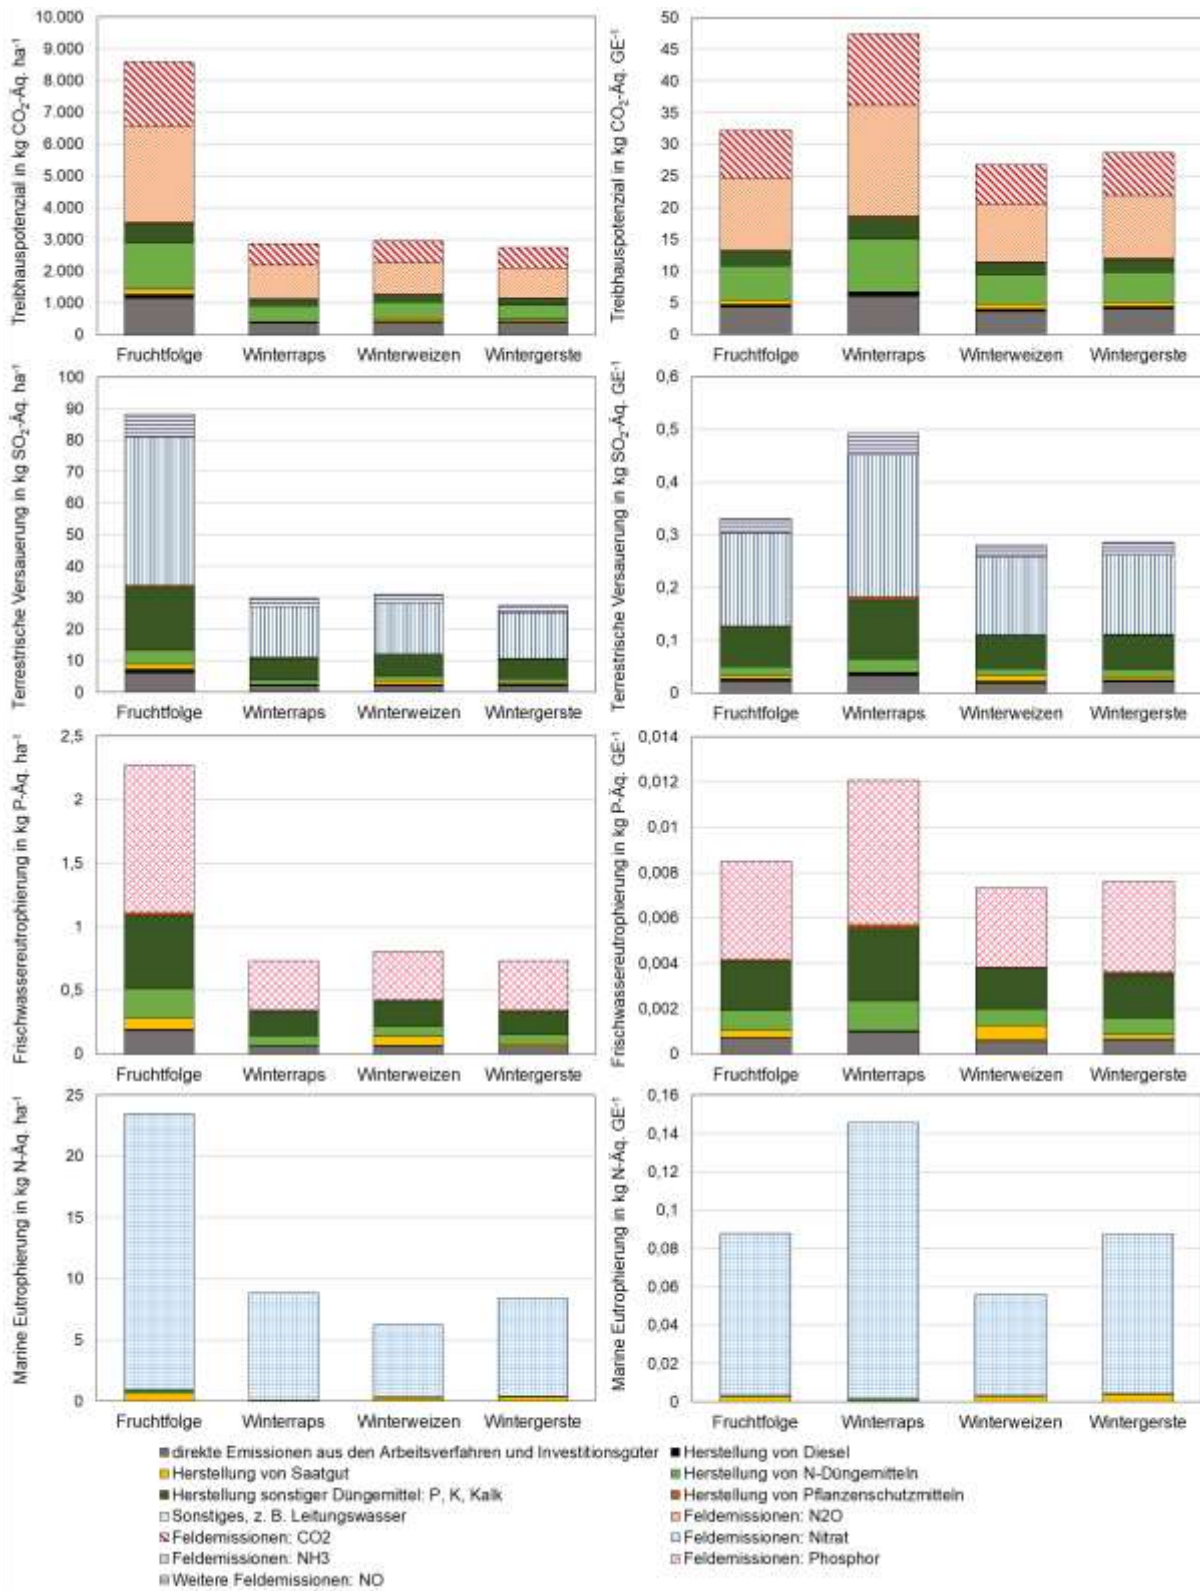 Treibhauspotenzial in kg CO₂-Äq. ha⁻¹
10.000
9.000
8.000
7.000
6.000
5.000
4.000
3.000
2.000
1.000
0
Fruchtfolge Winterraps Winterweizen Wintergerste
Treibhauspotenzial in kg CO₂-Äq. GE⁻¹
50
45
40
35
30
25
20
15
10
5
0
Fruchtfolge Winterraps Winterweizen Wintergerste
Terrestrische Versauerung in kg SO₂-Äq. ha⁻¹
100
90
80
70
60
50
40
30
20
10
0
Fruchtfolge Winterraps Winterweizen Wintergerste
Terrestrische Versauerung in kg SO₂-Äq. GE⁻¹
0,6
0,5
0,4
0,3
0,2
0,1
0
Fruchtfolge Winterraps Winterweizen Wintergerste
Frischwassereutrophierung in kg P-Äq. ha⁻¹
2,5
2
1,5
1
0,5
0
Fruchtfolge Winterraps Winterweizen Wintergerste
Frischwassereutrophierung in kg P-Äq. GE⁻¹
0,014
0,012
0,01
0,008
0,006
0,004
0,002
0
Fruchtfolge Winterraps Winterweizen Wintergerste
Marine Eutrophierung in kg N-Äq. ha⁻¹
25
20
15
10
5
0
Fruchtfolge Winterraps Winterweizen Wintergerste
Marine Eutrophierung in kg N-Äq. GE⁻¹
0,16
0,14
0,12
0,1
0,08
0,06
0,04
0,02
0
Fruchtfolge Winterraps Winterweizen Wintergerste
direkte Emissionen aus den Arbeitsverfahren und Investitionsgüter
Herstellung von Diesel
Herstellung von Saatgut
Herstellung von N-Düngemitteln
Herstellung sonstiger Düngemittel: P, K, Kalk
Herstellung von Pflanzenschutzmitteln
Sonstiges, z. B. Leitungswasser
Feldemissionen: N2O
Feldemissionen: CO2
Feldemissionen: Nitrat
Feldemissionen: NH3
Feldemissionen: Phosphor
Weitere Feldemissionen: NO